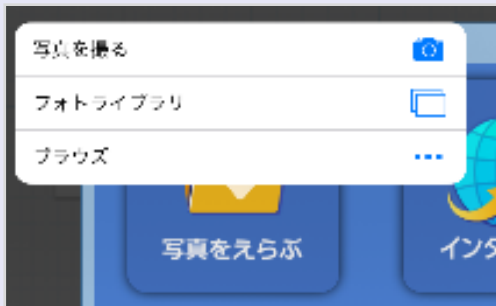 写真を撮る
フォトライブラリ
ブラウズ
写真をえらぶ
インタ